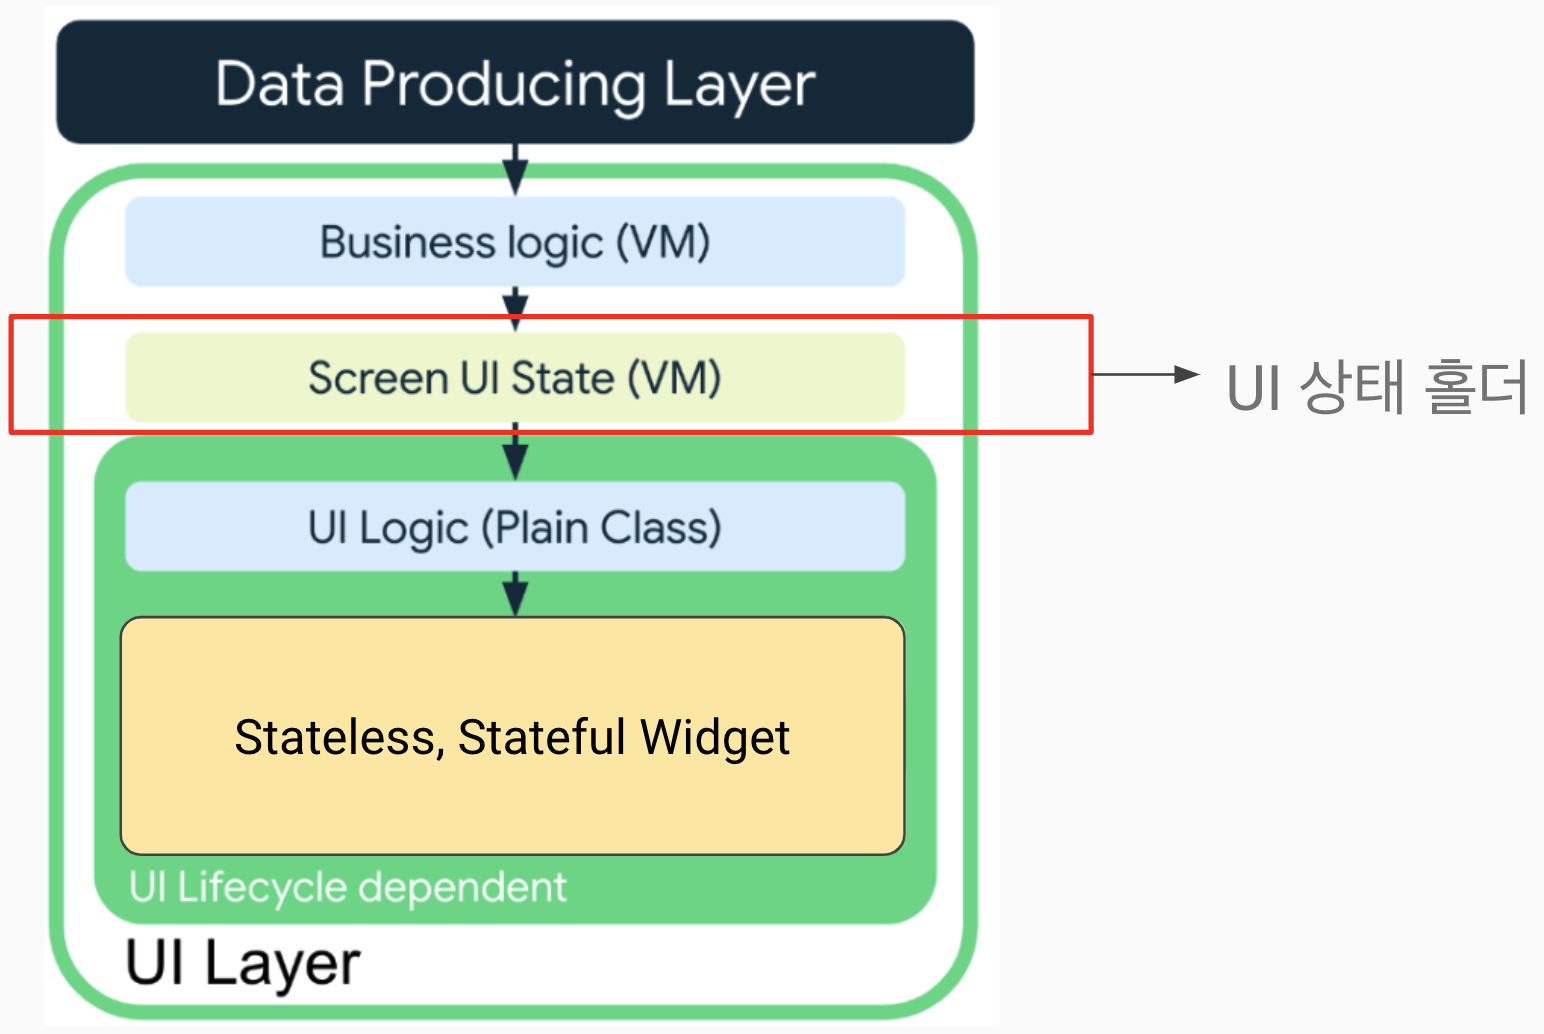 Data Producing Layer
Business logic (VM)
Screen UI State (VM)
UI 상태 홀더
UI Logic (Plain Class)
Stateless, Stateful Widget
UI Lifecycle dependent
UI Layer